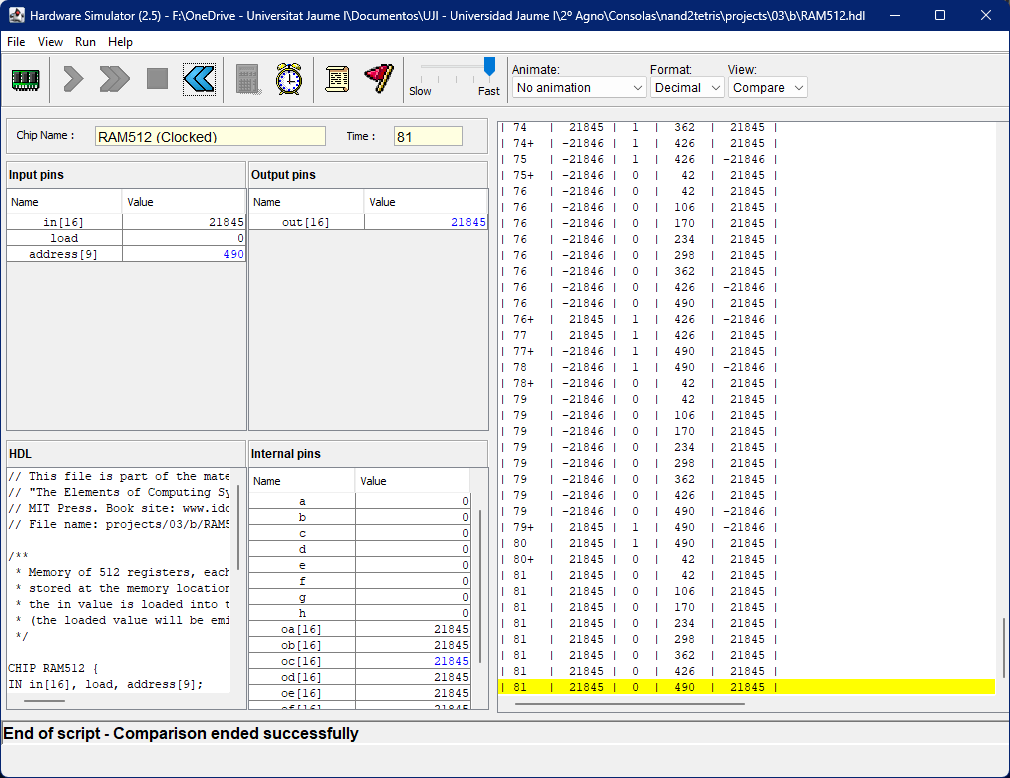 Hardware Simulator (2.5) - F:\OneDrive - Universitat Jaume I\Documentos\UJI - Universidad Jaume I\2º Agno\Consolas\nand2tetris\projects\03\b\RAM512.hdl
File View Run Help
Slow Fast
Animate: Format: View:
No animation Decimal Compare
Chip Name : RAM512 (Clocked) Time : 81
Input pins
Name Value
in[16] 21845
load 0
address[9] 490
Output pins
Name Value
out[16] 21845
HDL
// This file is part of the mate
// "The Elements of Computing Sy
// MIT Press. Book site: www.idc
// File name: projects/03/b/RAM5
/**
* Memory of 512 registers, each
* stored at the memory location
* the in value is loaded into t
* (the loaded value will be emi
*/
CHIP RAM512 {
IN in[16], load, address[9];
Internal pins
Name Value
a 0
b 0
c 0
d 0
e 0
f 0
g 0
h 0
oa[16] 21845
ob[16] 21845
oc[16] 21845
od[16] 21845
oe[16] 21845
of[16] 21845
| 74 | 21845 | 1 | 362 | 21845 |
| 74+ | -21846 | 1 | 426 | 21845 |
| 75 | -21846 | 1 | 426 | -21846 |
| 75+ | -21846 | 0 | 42 | 21845 |
| 76 | -21846 | 0 | 42 | 21845 |
| 76 | -21846 | 0 | 106 | 21845 |
| 76 | -21846 | 0 | 170 | 21845 |
| 76 | -21846 | 0 | 234 | 21845 |
| 76 | -21846 | 0 | 298 | 21845 |
| 76 | -21846 | 0 | 362 | 21845 |
| 76 | -21846 | 0 | 426 | -21846 |
| 76 | -21846 | 0 | 490 | 21845 |
| 76+ | 21845 | 1 | 426 | -21846 |
| 77 | 21845 | 1 | 426 | 21845 |
| 77+ | -21846 | 1 | 490 | 21845 |
| 78 | -21846 | 1 | 490 | -21846 |
| 78+ | -21846 | 0 | 42 | 21845 |
| 79 | -21846 | 0 | 42 | 21845 |
| 79 | -21846 | 0 | 106 | 21845 |
| 79 | -21846 | 0 | 170 | 21845 |
| 79 | -21846 | 0 | 234 | 21845 |
| 79 | -21846 | 0 | 298 | 21845 |
| 79 | -21846 | 0 | 362 | 21845 |
| 79 | -21846 | 0 | 426 | 21845 |
| 79 | -21846 | 0 | 490 | -21846 |
| 79+ | 21845 | 1 | 490 | -21846 |
| 80 | 21845 | 1 | 490 | 21845 |
| 80+ | 21845 | 0 | 42 | 21845 |
| 81 | 21845 | 0 | 42 | 21845 |
| 81 | 21845 | 0 | 106 | 21845 |
| 81 | 21845 | 0 | 170 | 21845 |
| 81 | 21845 | 0 | 234 | 21845 |
| 81 | 21845 | 0 | 298 | 21845 |
| 81 | 21845 | 0 | 362 | 21845 |
| 81 | 21845 | 0 | 426 | 21845 |
| 81 | 21845 | 0 | 490 | 21845 |
End of script - Comparison ended successfully